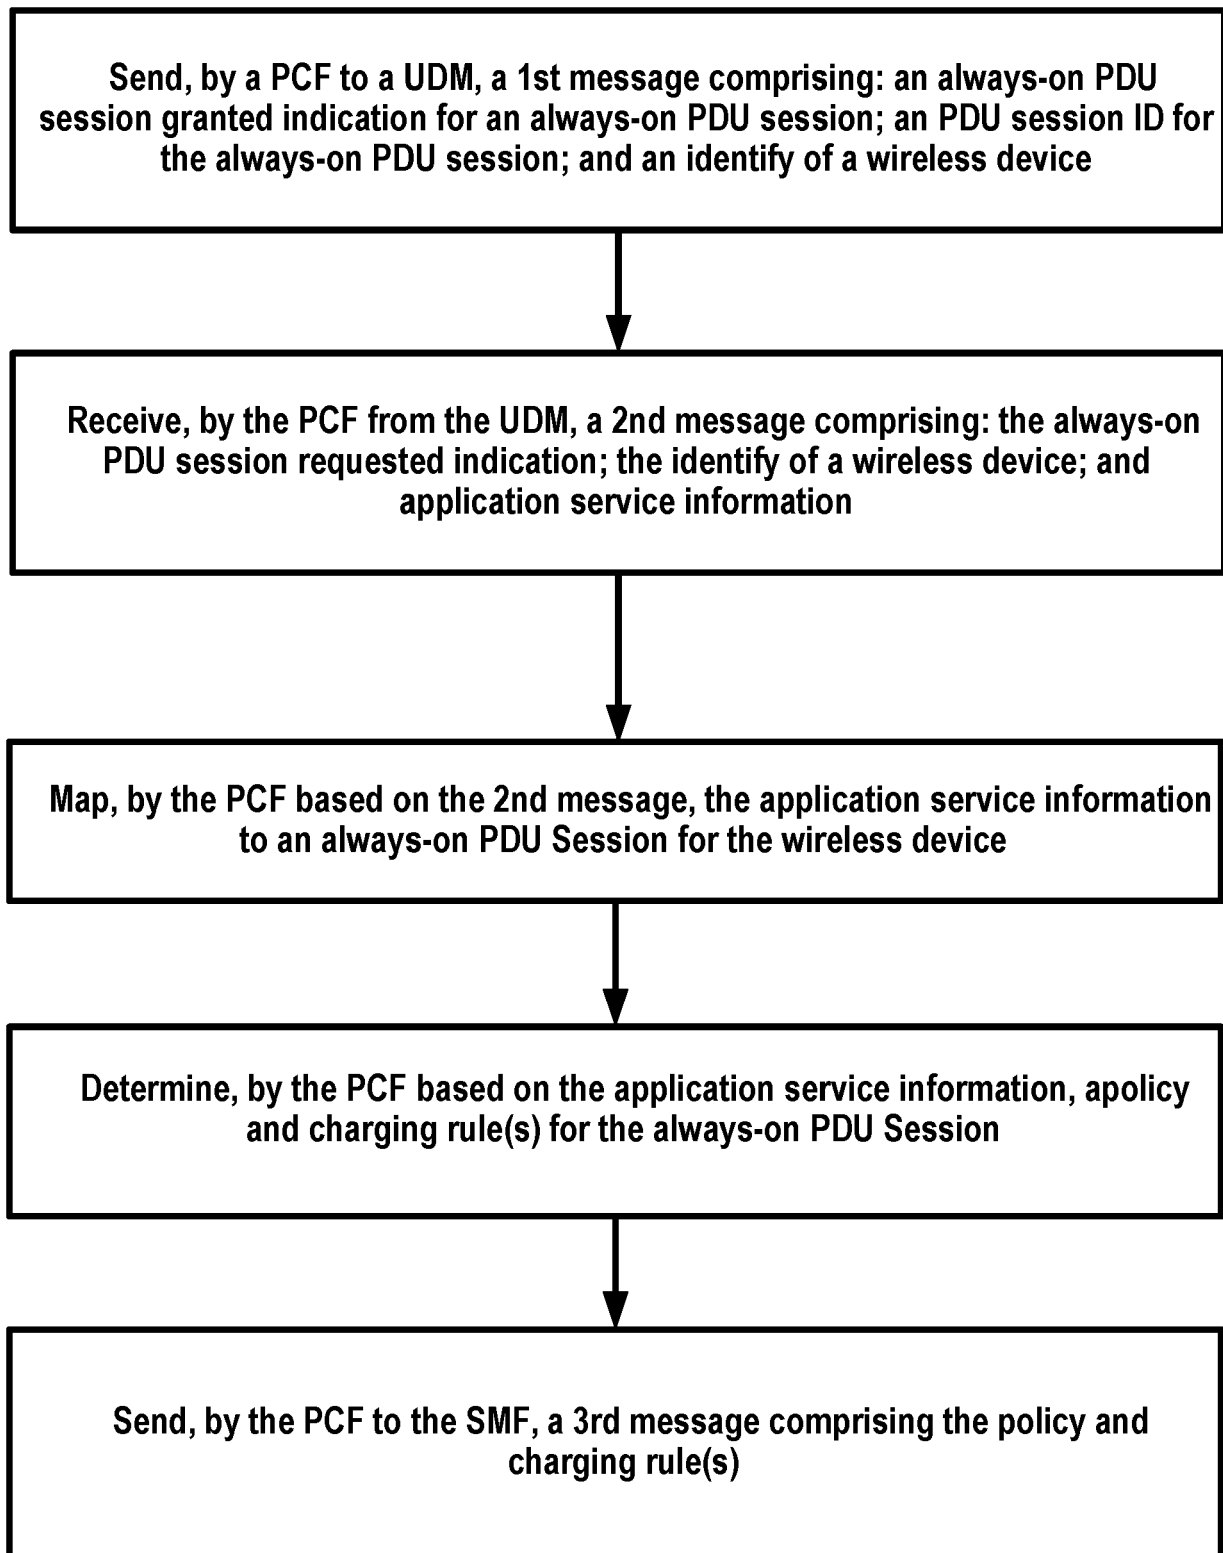 Send, by a PCF to a UDM, a 1st message comprising: an always-on PDU
session granted indication for an always-on PDU session; an PDU session ID for
the always-on PDU session; and an identify of a wireless device
Receive, by the PCF from the UDM, a 2nd message comprising: the always-on
PDU session requested indication; the identify of a wireless device; and
application service information
Map, by the PCF based on the 2nd message, the application service information
to an always-on PDU Session for the wireless device
Determine, by the PCF based on the application service information, apolicy
and charging rule(s) for the always-on PDU Session
Send, by the PCF to the SMF, a 3rd message comprising the policy and
charging rule(s)